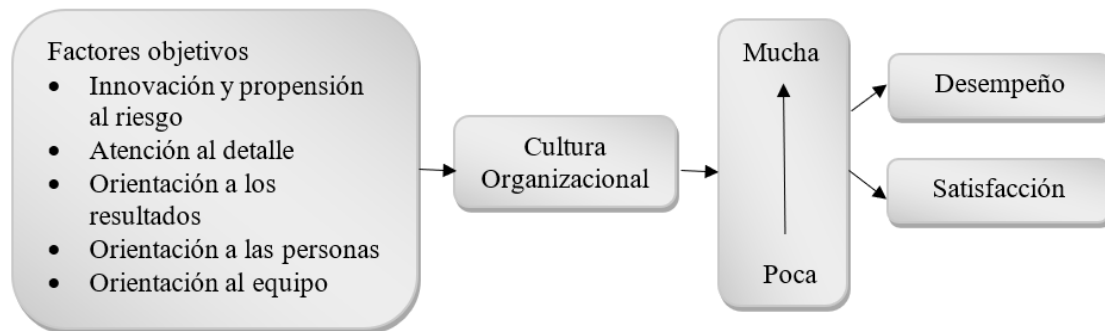 Factores objetivos
• Innovación y propensión
al riesgo
• Atención al detalle
• Orientación a los
resultados
• Orientación a las personas
• Orientación al equipo
Cultura
Organizacional
Mucha
Poca
Desempeño
Satisfacción